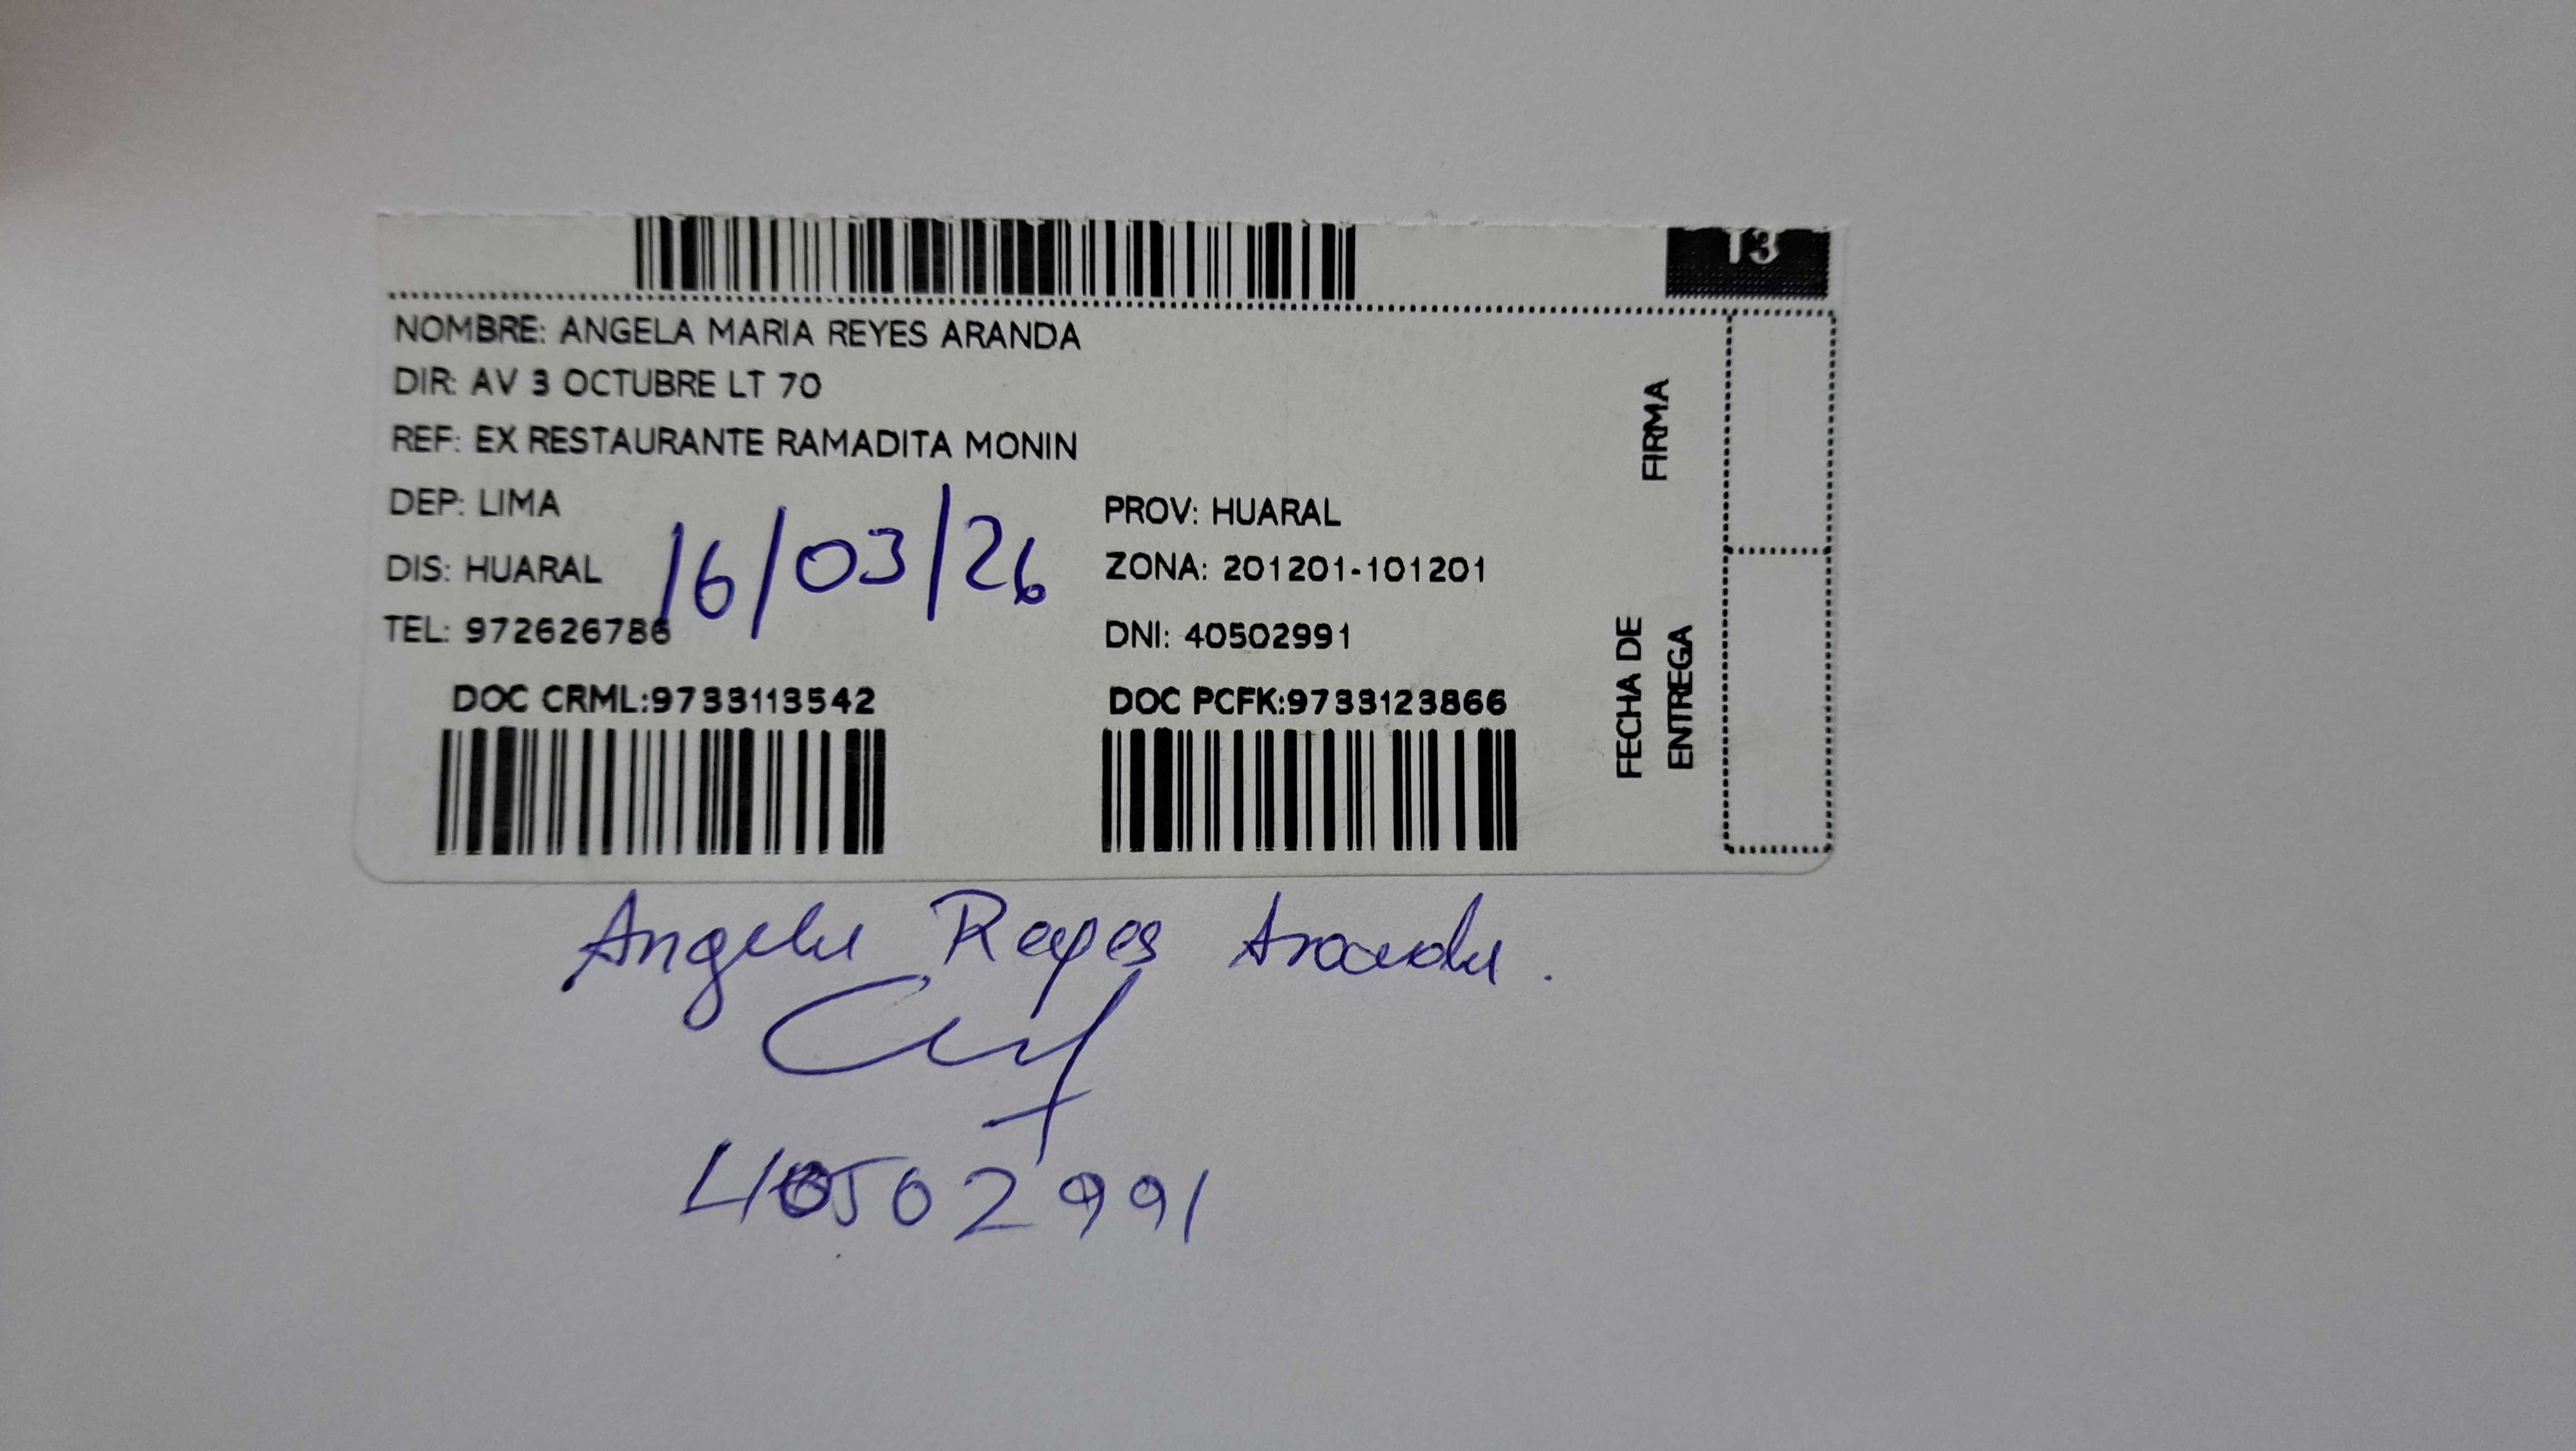 13
NOMBRE: ANGELA MARIA REYES ARANDA
DIR: AV 3 OCTUBRE LT 70
REF: EX RESTAURANTE RAMADITA MONIN
DEP: LIMA
PROV: HUARAL
DIS: HUARAL
16/03/26
ZONA: 201201-101201
TEL: 972626786
DNI: 40502991
DOC CRML:9733113542
DOC PCFK:9733123866
FIRMA
FECHA DE
ENTREGA
Angela Reyes Aranda.
40502991